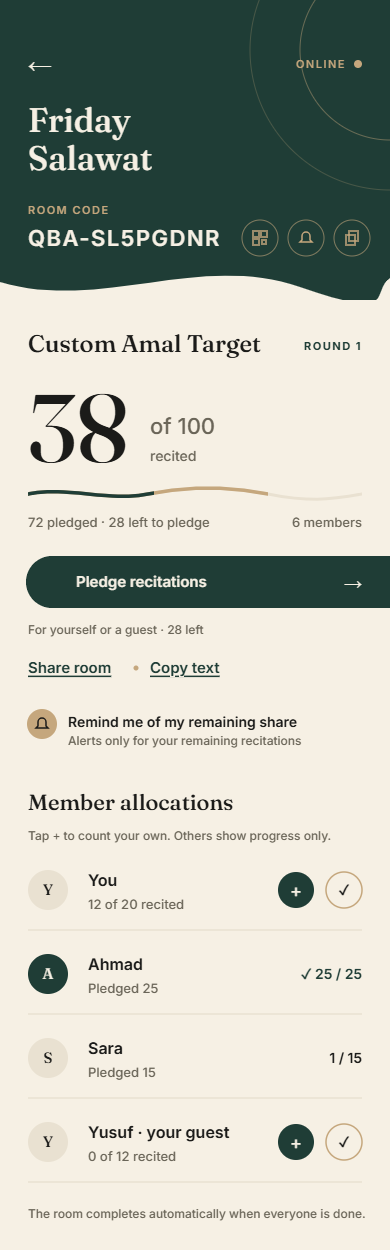 ←
ONLINE
Friday
Salawat
ROOM CODE
QBA-SL5PGDNR
Custom Amal Target
ROUND 1
38
of 100
recited
72 pledged · 28 left to pledge
6 members
Pledge recitations →
For yourself or a guest · 28 left
Share room • Copy text
Remind me of my remaining share
Alerts only for your remaining recitations
Member allocations
Tap + to count your own. Others show progress only.
Y
You
12 of 20 recited
+ ✓
A
Ahmad
Pledged 25
✓ 25 / 25
S
Sara
Pledged 15
1 / 15
Y
Yusuf · your guest
0 of 12 recited
+ ✓
The room completes automatically when everyone is done.